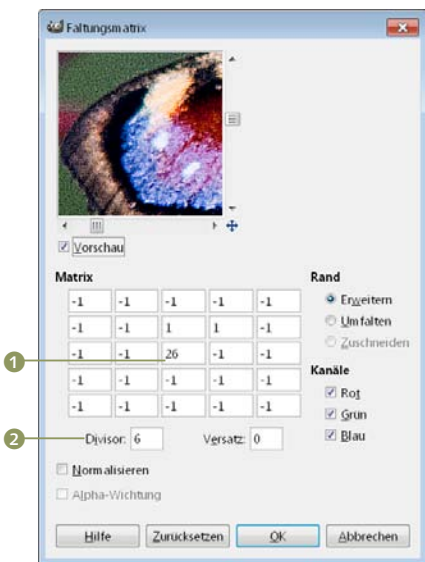 Faltungsmatrix
Vorschau
Matrix
Rand
-1 -1 -1 -1 -1
Erweitern
-1 -1 1 1 -1
Umfalten
1
-1 -1 26 -1 -1
Zuschneiden
-1 -1 -1 -1 -1
Kanäle
-1 -1 -1 -1 -1
Rot
Grün
2
Divisor: 6 Versatz: 0
Blau
Normalisieren
Alpha-Wichtung
Hilfe Zurücksetzen OK Abbrechen